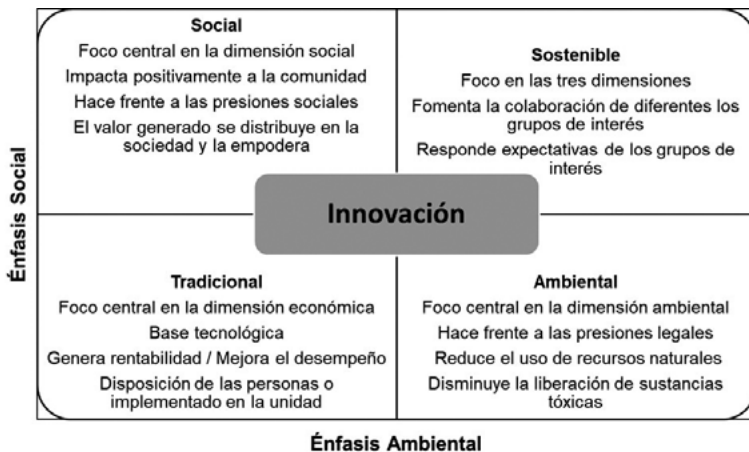 Social
Foco central en la dimensión social
Impacta positivamente a la comunidad
Hace frente a las presiones sociales
El valor generado se distribuye en la
sociedad y la empodera
Sostenible
Foco en las tres dimensiones
Fomenta la colaboración de diferentes los
grupos de interés
Responde expectativas de los grupos de
interés
Innovación
Tradicional
Foco central en la dimensión económica
Base tecnológica
Genera rentabilidad / Mejora el desempeño
Disposición de las personas o
implementado en la unidad
Ambiental
Foco central en la dimensión ambiental
Hace frente a las presiones legales
Reduce el uso de recursos naturales
Disminuye la liberación de sustancias
tóxicas
Énfasis Social
Énfasis Ambiental